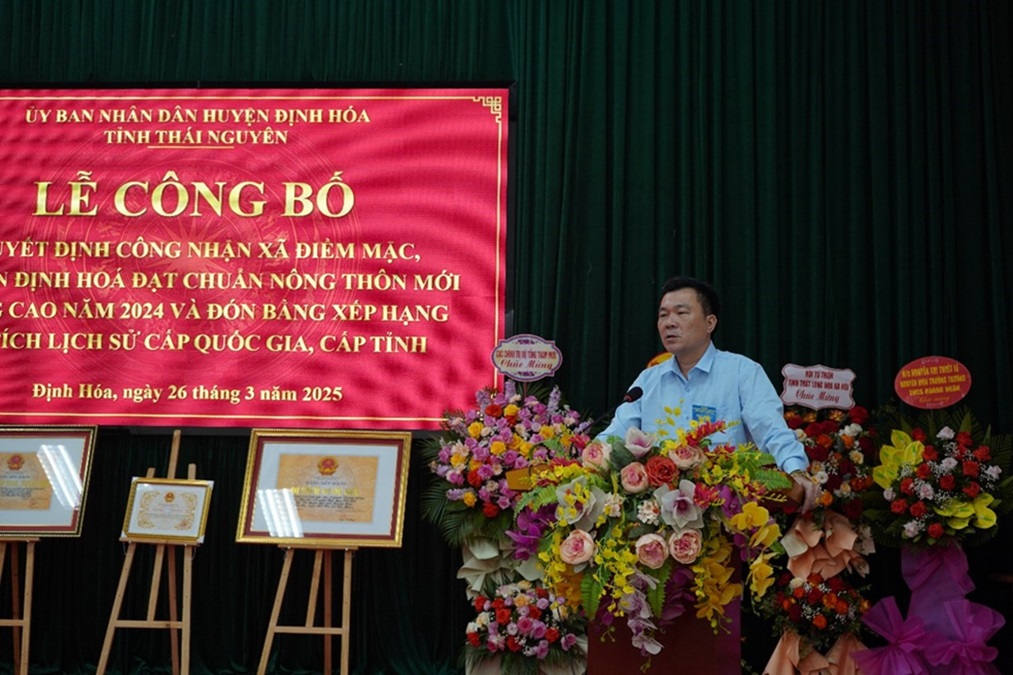 ỦY BAN NHÂN DÂN HUYỆN ĐỊNH HÓA
TỈNH THÁI NGUYÊN
LỄ CÔNG BỐ
UYẾT ĐỊNH CÔNG NHẬN XÃ ĐIỀM MẶC,
N ĐỊNH HOÁ ĐẠT CHUẨN NÔNG THÔN MỚI
G CAO NĂM 2024 VÀ ĐÓN BẰNG XẾP HẠNG
TÍCH LỊCH SỬ CẤP QUỐC GIA, CẤP TỈNH
Định Hóa, ngày 26 tháng 3 năm 2025
Chúc Mừng
Chúc Mừng